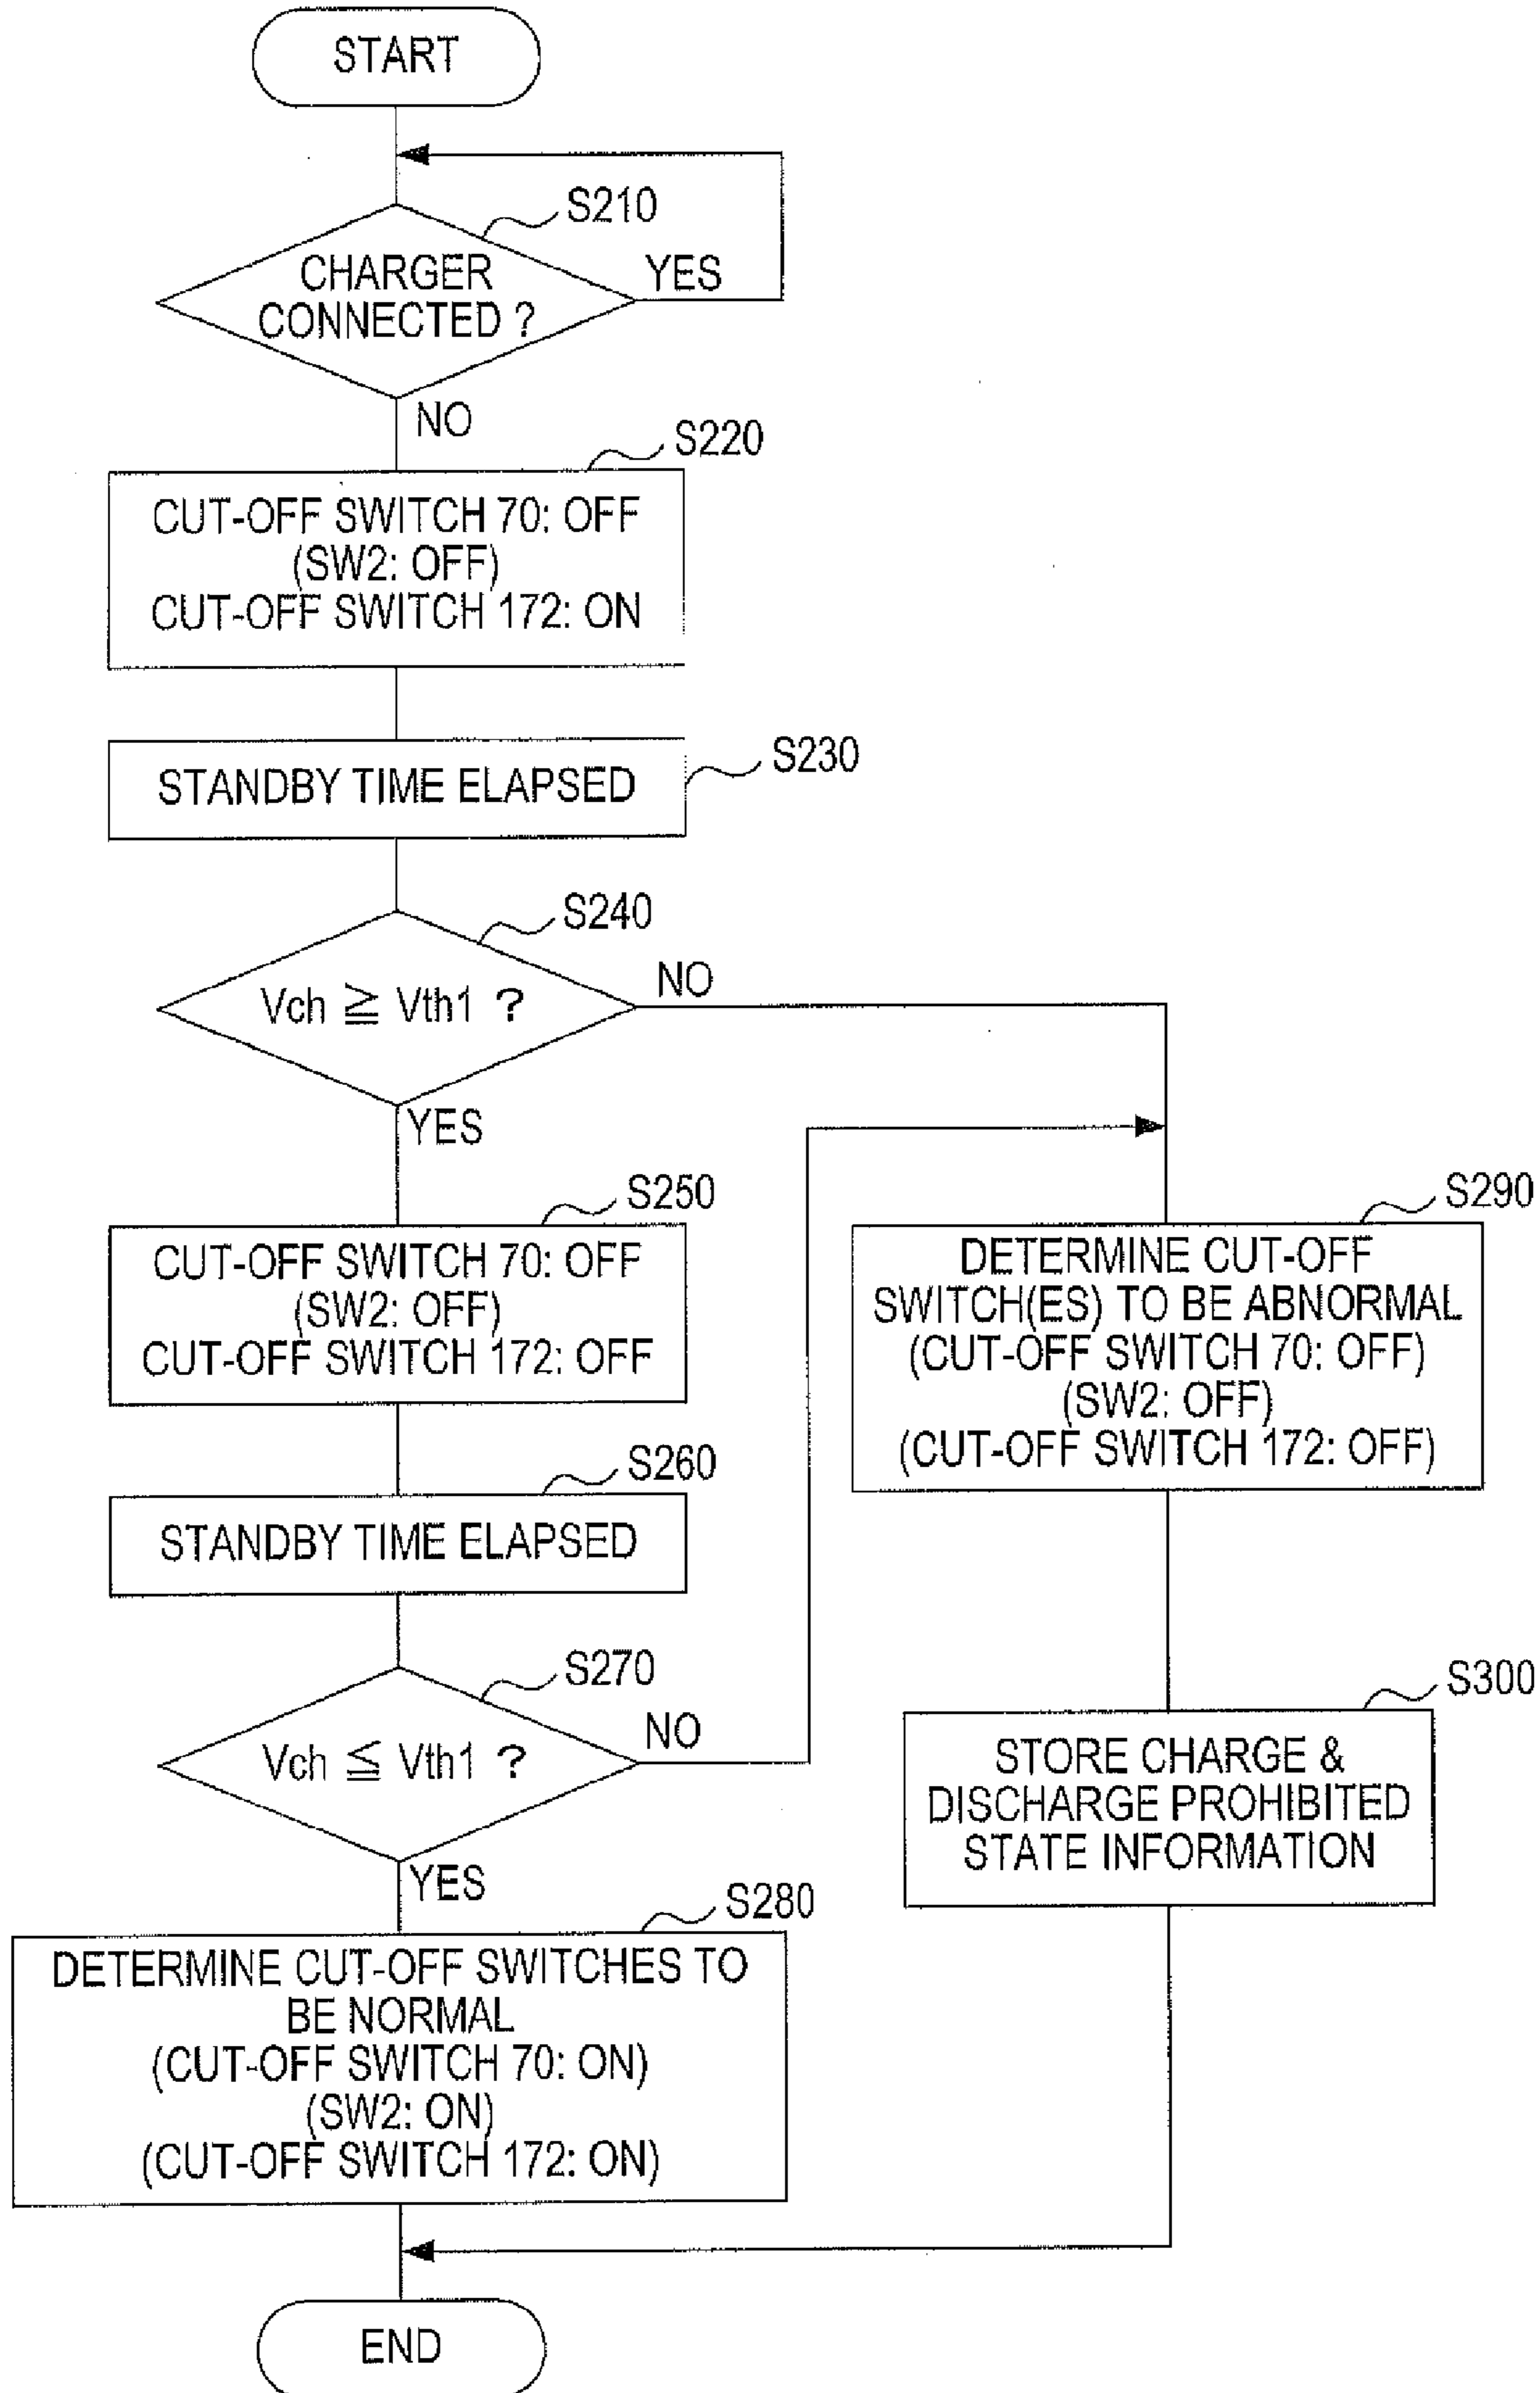 START
S210
CHARGER
CONNECTED ?
YES
NO
S220
CUT-OFF SWITCH 70: OFF
(SW2: OFF)
CUT-OFF SWITCH 172: ON
STANDBY TIME ELAPSED
S230
S240
Vch ≧ Vth1 ?
NO
YES
S250
CUT-OFF SWITCH 70: OFF
(SW2: OFF)
CUT-OFF SWITCH 172: OFF
S260
STANDBY TIME ELAPSED
S270
Vch ≦ Vth1 ?
NO
YES
S280
DETERMINE CUT-OFF SWITCHES TO
BE NORMAL
(CUT-OFF SWITCH 70: ON)
(SW2: ON)
(CUT-OFF SWITCH 172: ON)
S290
DETERMINE CUT-OFF
SWITCH(ES) TO BE ABNORMAL
(CUT-OFF SWITCH 70: OFF)
(SW2: OFF)
(CUT-OFF SWITCH 172: OFF)
S300
STORE CHARGE &
DISCHARGE PROHIBITED
STATE INFORMATION
END